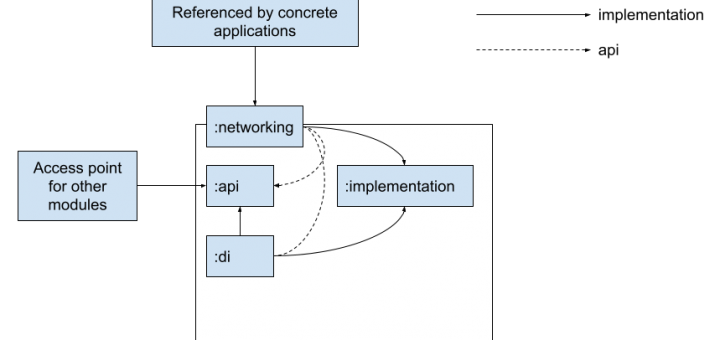 Referenced by concrete
applications
implementation
api
:networking
Access point
for other
modules
:api
:implementation
:di